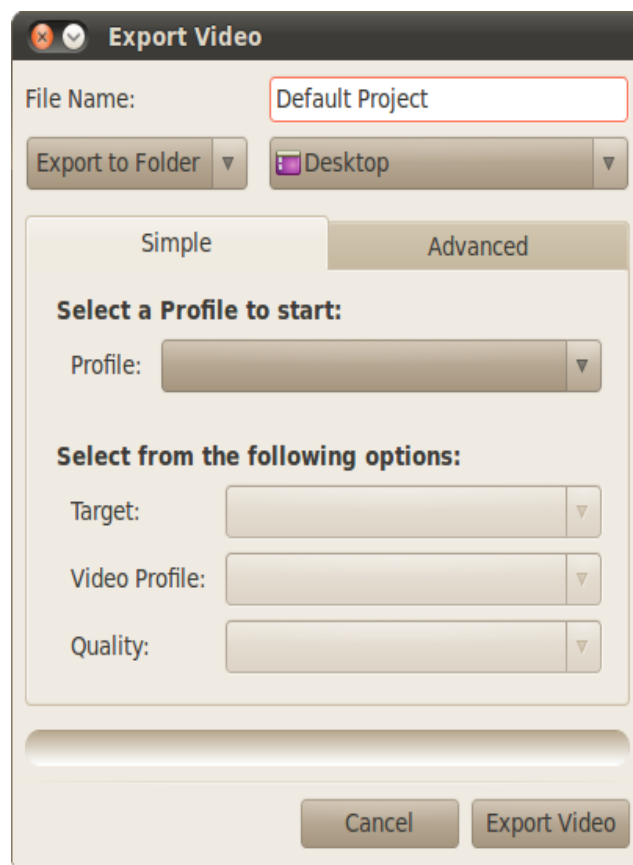 Export Video
File Name: Default Project
Export to Folder Desktop
Simple Advanced
Select a Profile to start:
Profile:
Select from the following options:
Target:
Video Profile:
Quality:
Cancel Export Video